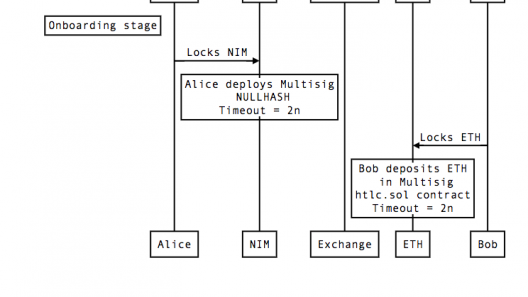 Onboarding stage
Locks NIM
Alice deploys Multisig
NULLHASH
Timeout = 2n
Locks ETH
Bob deposits ETH
in Multisig
htlc.sol contract
Timeout = 2n
Alice
NIM
Exchange
ETH
Bob